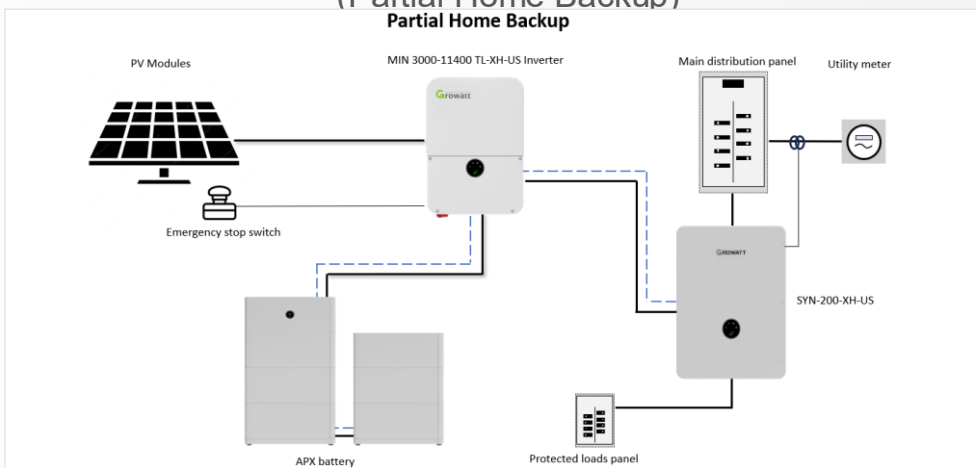 (Partial Home Backup)
Partial Home Backup
PV Modules
MIN 3000-11400 TL-XH-US Inverter
Main distribution panel
Utility meter
Growatt
Emergency stop switch
GROWATT
SYN-200-XH-US
APX battery
Protected loads panel